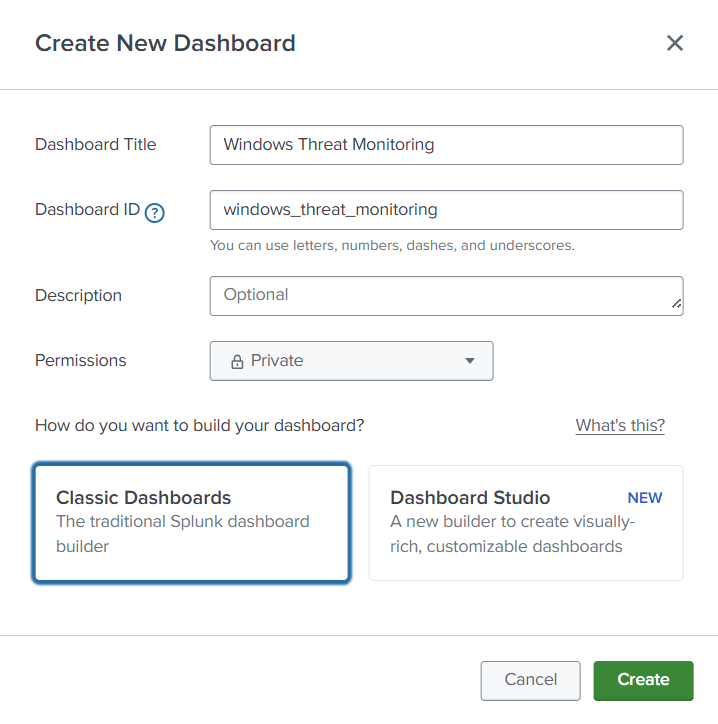 Create New Dashboard
Dashboard Title
Windows Threat Monitoring
Dashboard ID ?
windows_threat_monitoring
You can use letters, numbers, dashes, and underscores.
Description
Optional
Permissions
Private
How do you want to build your dashboard?
What's this?
Classic Dashboards
The traditional Splunk dashboard
builder
Dashboard Studio
NEW
A new builder to create visually-
rich, customizable dashboards
Cancel
Create